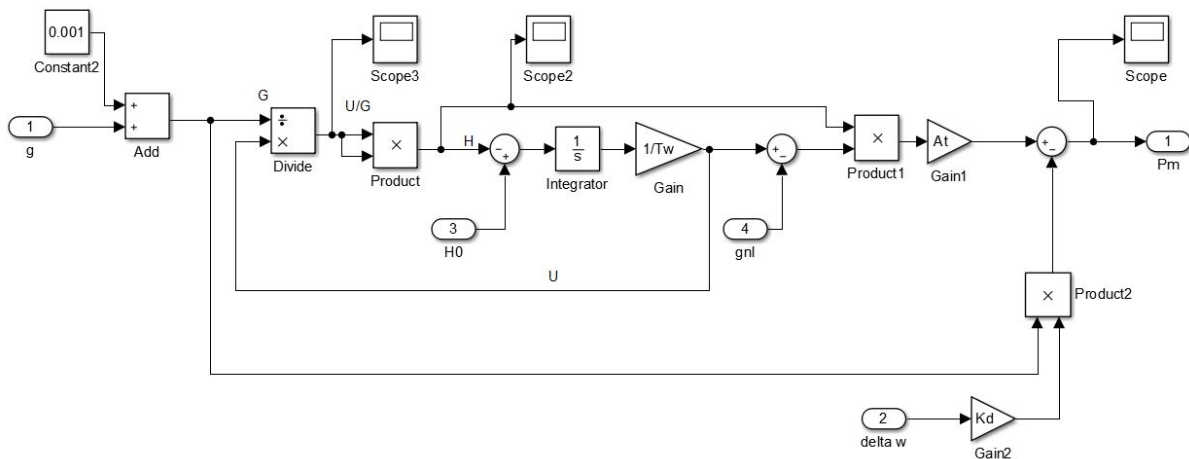 0.001
Constant2
Scope3
Scope2
Scope
G
U/G
+
+
÷
×
×
H
−
+
1
s
1/Tw
+
−
×
At
+
−
1
g
Add
Divide
Product
Integrator
Gain
Product1
Gain1
1
Pm
3
H0
4
gnl
U
×
Product2
2
delta w
Kd
Gain2